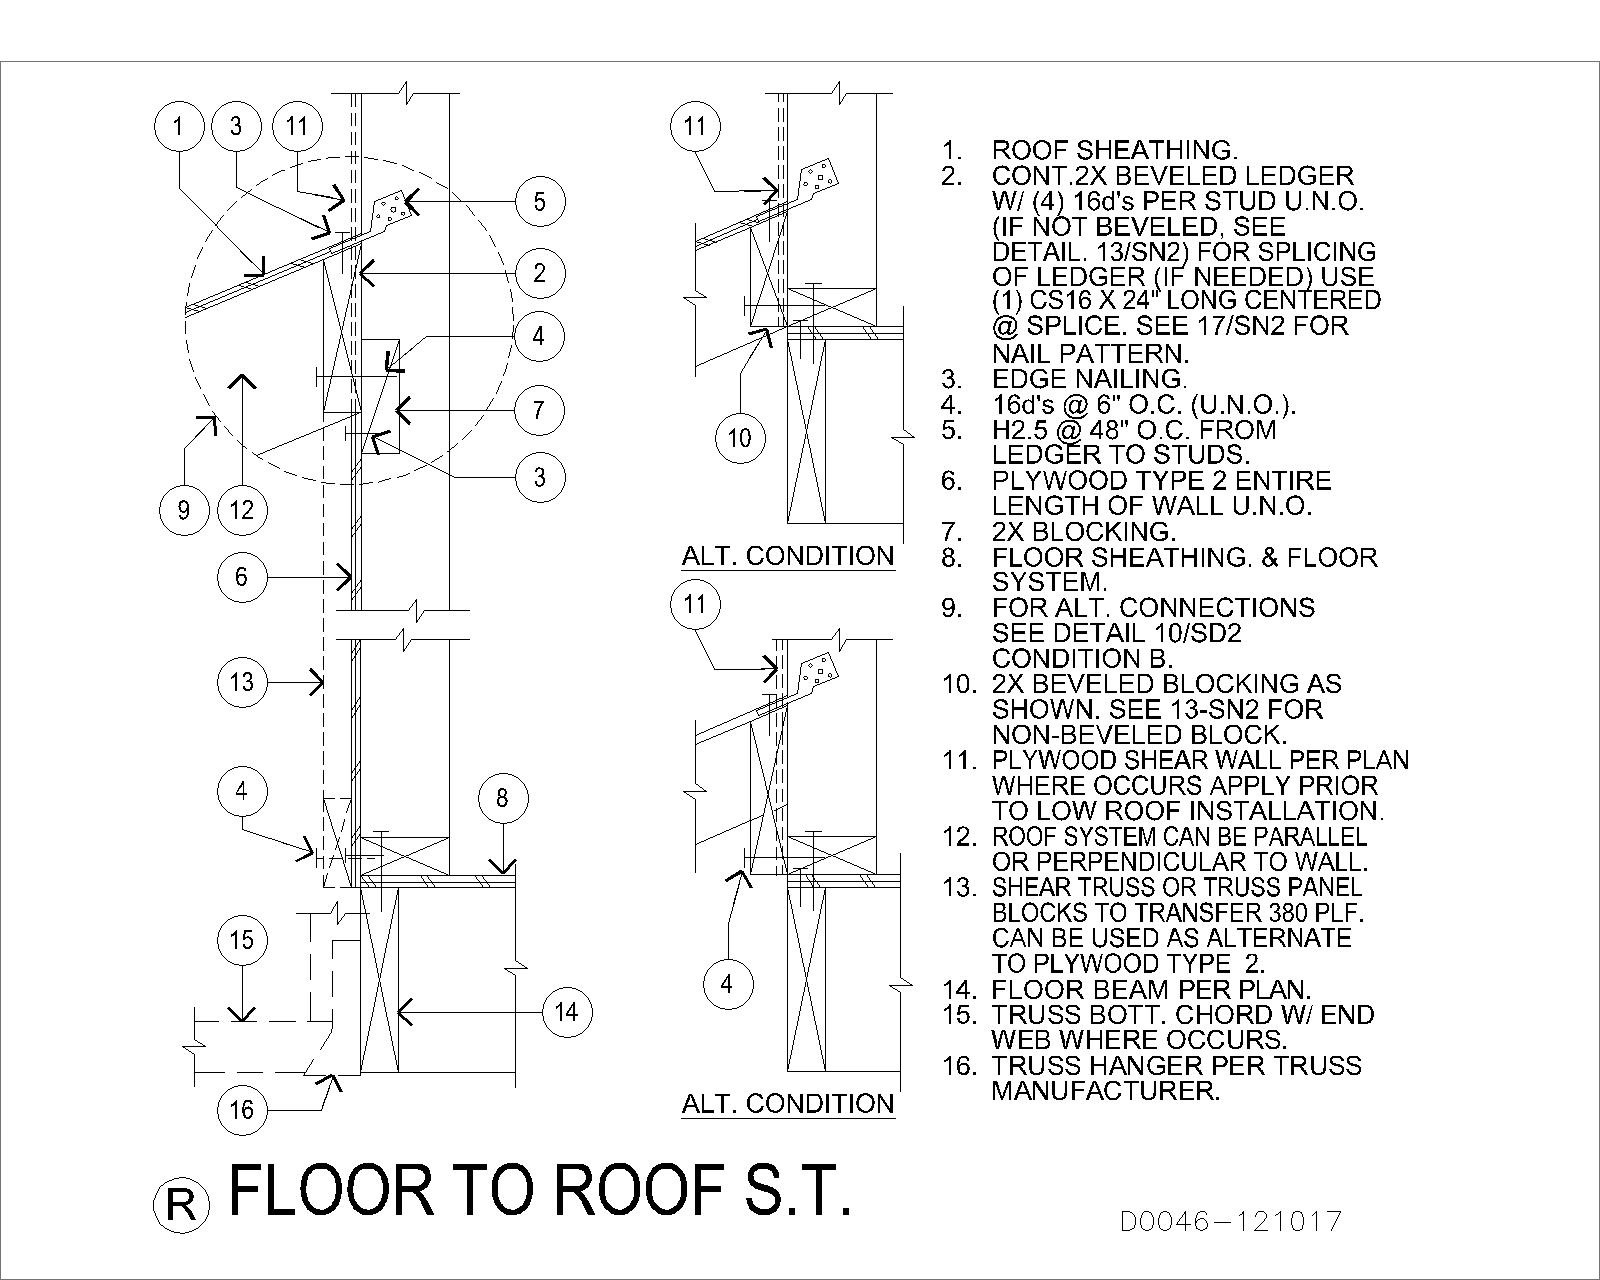 1 3 11
5
2
4
7
3
9 12
6
13
4
8
15
14
16
11
10
ALT. CONDITION
11
4
ALT. CONDITION
1. ROOF SHEATHING.
2. CONT.2X BEVELED LEDGER
W/ (4) 16d's PER STUD U.N.O.
(IF NOT BEVELED, SEE
DETAIL. 13/SN2) FOR SPLICING
OF LEDGER (IF NEEDED) USE
(1) CS16 X 24" LONG CENTERED
@ SPLICE. SEE 17/SN2 FOR
NAIL PATTERN.
3. EDGE NAILING.
4. 16d's @ 6" O.C. (U.N.O.).
5. H2.5 @ 48" O.C. FROM
LEDGER TO STUDS.
6. PLYWOOD TYPE 2 ENTIRE
LENGTH OF WALL U.N.O.
7. 2X BLOCKING.
8. FLOOR SHEATHING. & FLOOR
SYSTEM.
9. FOR ALT. CONNECTIONS
SEE DETAIL 10/SD2
CONDITION B.
10. 2X BEVELED BLOCKING AS
SHOWN. SEE 13-SN2 FOR
NON-BEVELED BLOCK.
11. PLYWOOD SHEAR WALL PER PLAN
WHERE OCCURS APPLY PRIOR
TO LOW ROOF INSTALLATION.
12. ROOF SYSTEM CAN BE PARALLEL
OR PERPENDICULAR TO WALL.
13. SHEAR TRUSS OR TRUSS PANEL
BLOCKS TO TRANSFER 380 PLF.
CAN BE USED AS ALTERNATE
TO PLYWOOD TYPE 2.
14. FLOOR BEAM PER PLAN.
15. TRUSS BOTT. CHORD W/ END
WEB WHERE OCCURS.
16. TRUSS HANGER PER TRUSS
MANUFACTURER.
R FLOOR TO ROOF S.T.
D0046-121017